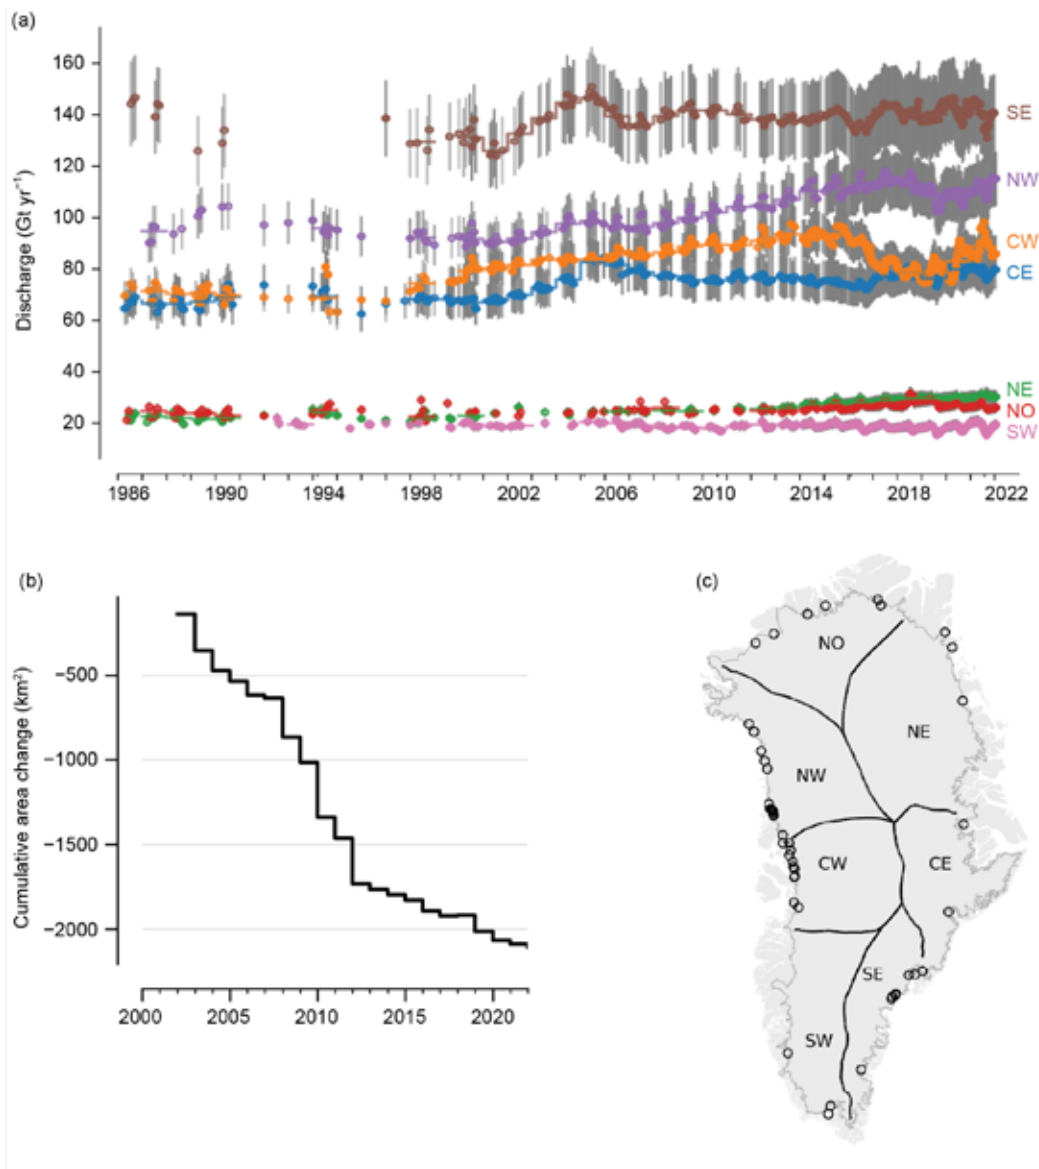 (a)
160
140
120
100
80
60
40
20
Discharge (Gt yr⁻¹)
SE
NW
CW
CE
NE
NO
SW
1986 1990 1994 1998 2002 2006 2010 2014 2018 2022
(b)
−500
−1000
−1500
−2000
Cumulative area change (km²)
2000 2005 2010 2015 2020
(c)
NO
NE
NW
CW
CE
SE
SW